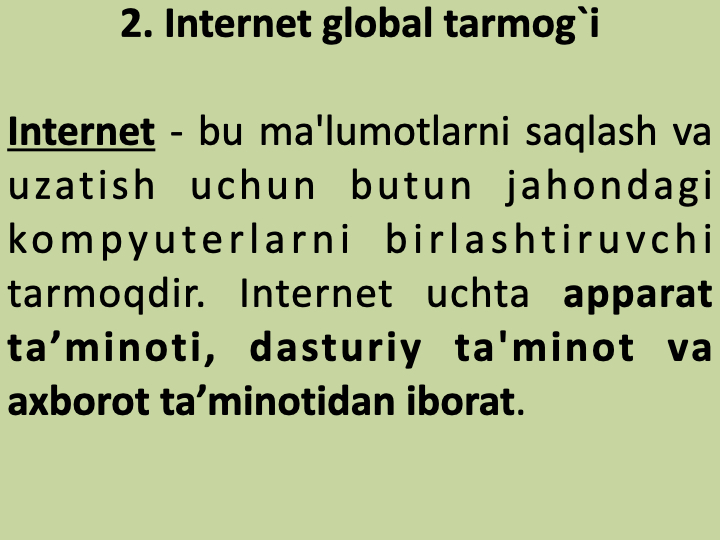 2. Internet global tarmog`i
Internet - bu ma'lumotlarni saqlash va
uzatish uchun butun jahondagi
kompyuterlarni birlashtiruvchi
tarmoqdir. Internet uchta apparat
ta’minoti, dasturiy ta'minot va
axborot ta’minotidan iborat.